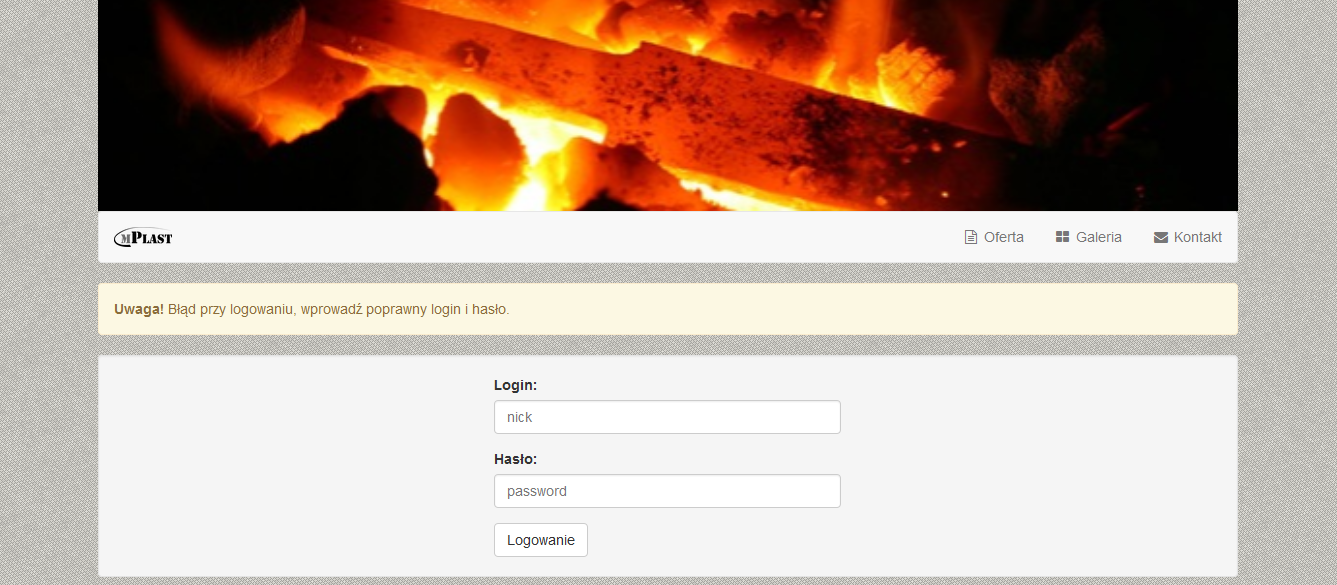 mPlast
Oferta
Galeria
Kontakt
Uwaga! Błąd przy logowaniu, wprowadź poprawny login i hasło.
Login:
nick
Hasło:
password
Logowanie